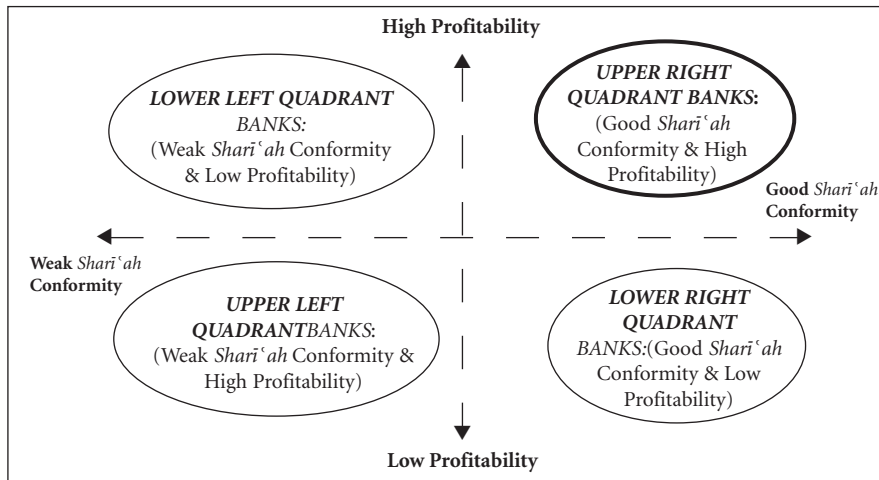 High Profitability
LOWER LEFT QUADRANT
BANKS:
(Weak Sharīʿah Conformity
& Low Profitability)
UPPER RIGHT
QUADRANT BANKS:
(Good Sharīʿah
Conformity & High
Profitability)
Good Sharīʿah
Conformity
Weak Sharīʿah
Conformity
UPPER LEFT
QUADRANTBANKS:
(Weak Sharīʿah Conformity &
High Profitability)
LOWER RIGHT
QUADRANT
BANKS:(Good Sharīʿah
Conformity & Low
Profitability)
Low Profitability